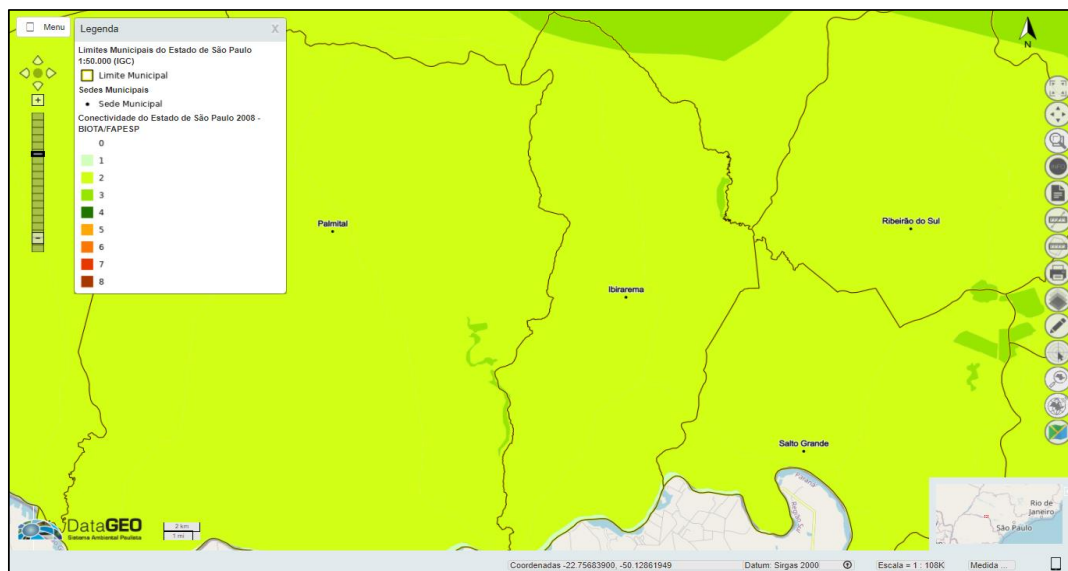 Menu
Legenda X
Limites Municipais do Estado de São Paulo
1:50.000 (IGC)
Limite Municipal
Sedes Municipais
Sede Municipal
Conectividade do Estado de São Paulo 2008 -
BIOTA/FAPESP
0
1
2
3
4
5
6
7
8
N
Palmital
Ribeirão do Sul
Ibirarema
Salto Grande
Paraná
Rio de
Janeiro
São Paulo
DataGEO
Sistema Ambiental Paulista
2 km
1 mi
Coordenadas -22.75683900, -50.12861949
Datum: Sirgas 2000
Escala = 1 : 108K
Medida ...